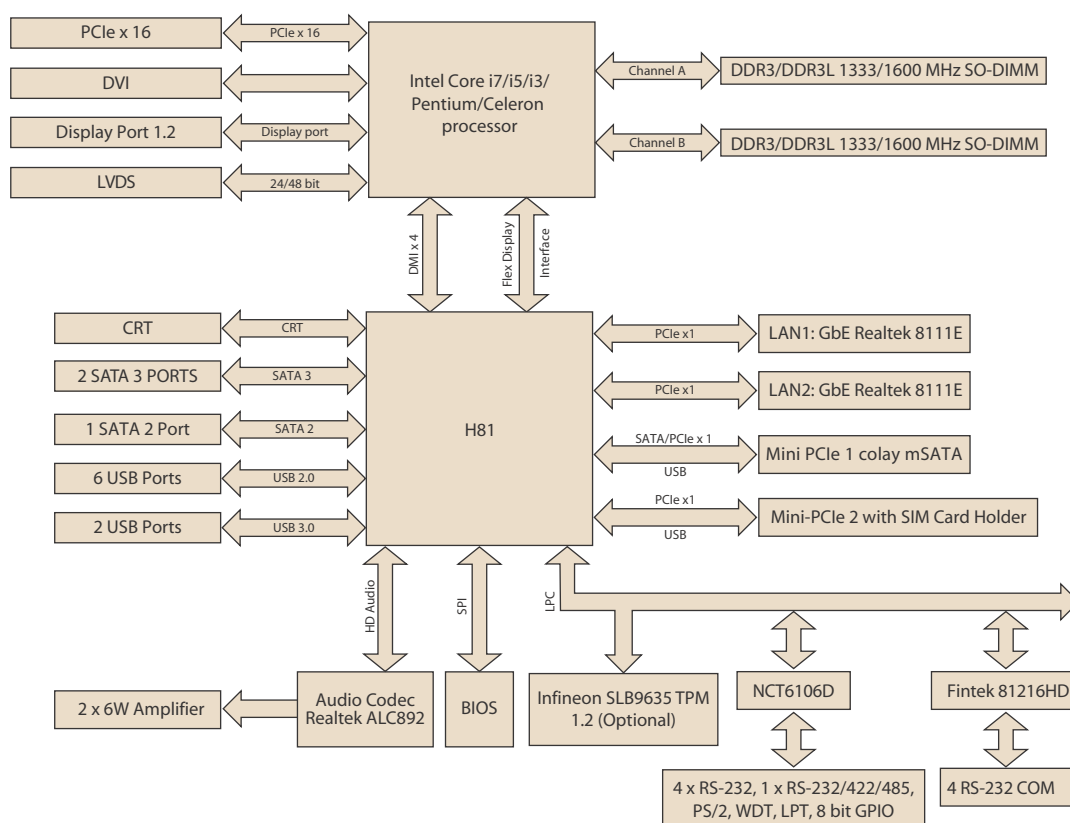 PCIe x 16
PCIe x 16
DVI
Display Port 1.2
Display port
LVDS
24/48 bit
Intel Core i7/i5/i3/
Pentium/Celeron
processor
Channel A
DDR3/DDR3L 1333/1600 MHz SO-DIMM
Channel B
DDR3/DDR3L 1333/1600 MHz SO-DIMM
DMI x 4
Flex Display
Interface
CRT
CRT
2 SATA 3 PORTS
SATA 3
1 SATA 2 Port
SATA 2
6 USB Ports
USB 2.0
2 USB Ports
USB 3.0
H81
PCIe x1
LAN1: GbE Realtek 8111E
PCIe x1
LAN2: GbE Realtek 8111E
SATA/PCIe x 1
USB
Mini PCIe 1 colay mSATA
PCIe x1
USB
Mini-PCIe 2 with SIM Card Holder
HD Audio
SPI
LPC
2 x 6W Amplifier
Audio Codec
Realtek ALC892
BIOS
Infineon SLB9635 TPM
1.2 (Optional)
NCT6106D
Fintek 81216HD
4 x RS-232, 1 x RS-232/422/485,
PS/2, WDT, LPT, 8 bit GPIO
4 RS-232 COM